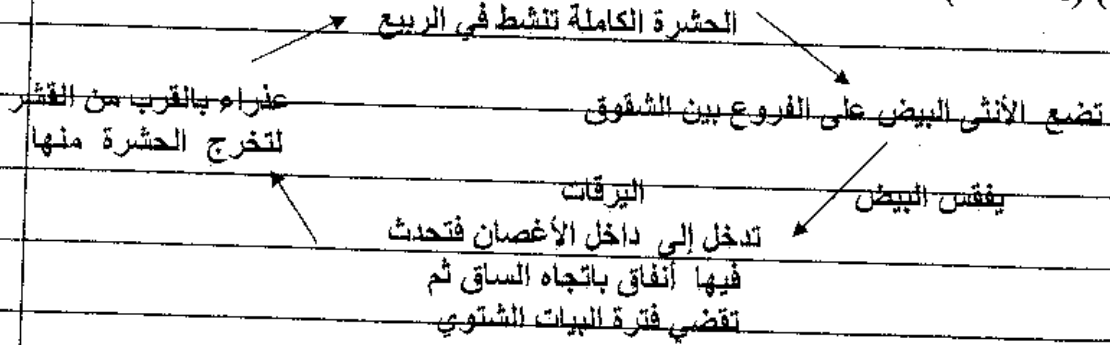 الحشرة الكاملة تنشط في الربيع
تضع الأنثى البيض على الفروع بين الشقوق
يفقس البيض
اليرقات
تدخل إلى داخل الأغصان فتحدث
فيها أنفاق باتجاه الساق ثم
تقضي فترة البيات الشتوي
عذراء بالقرب من القشر
لتخرج الحشرة منها